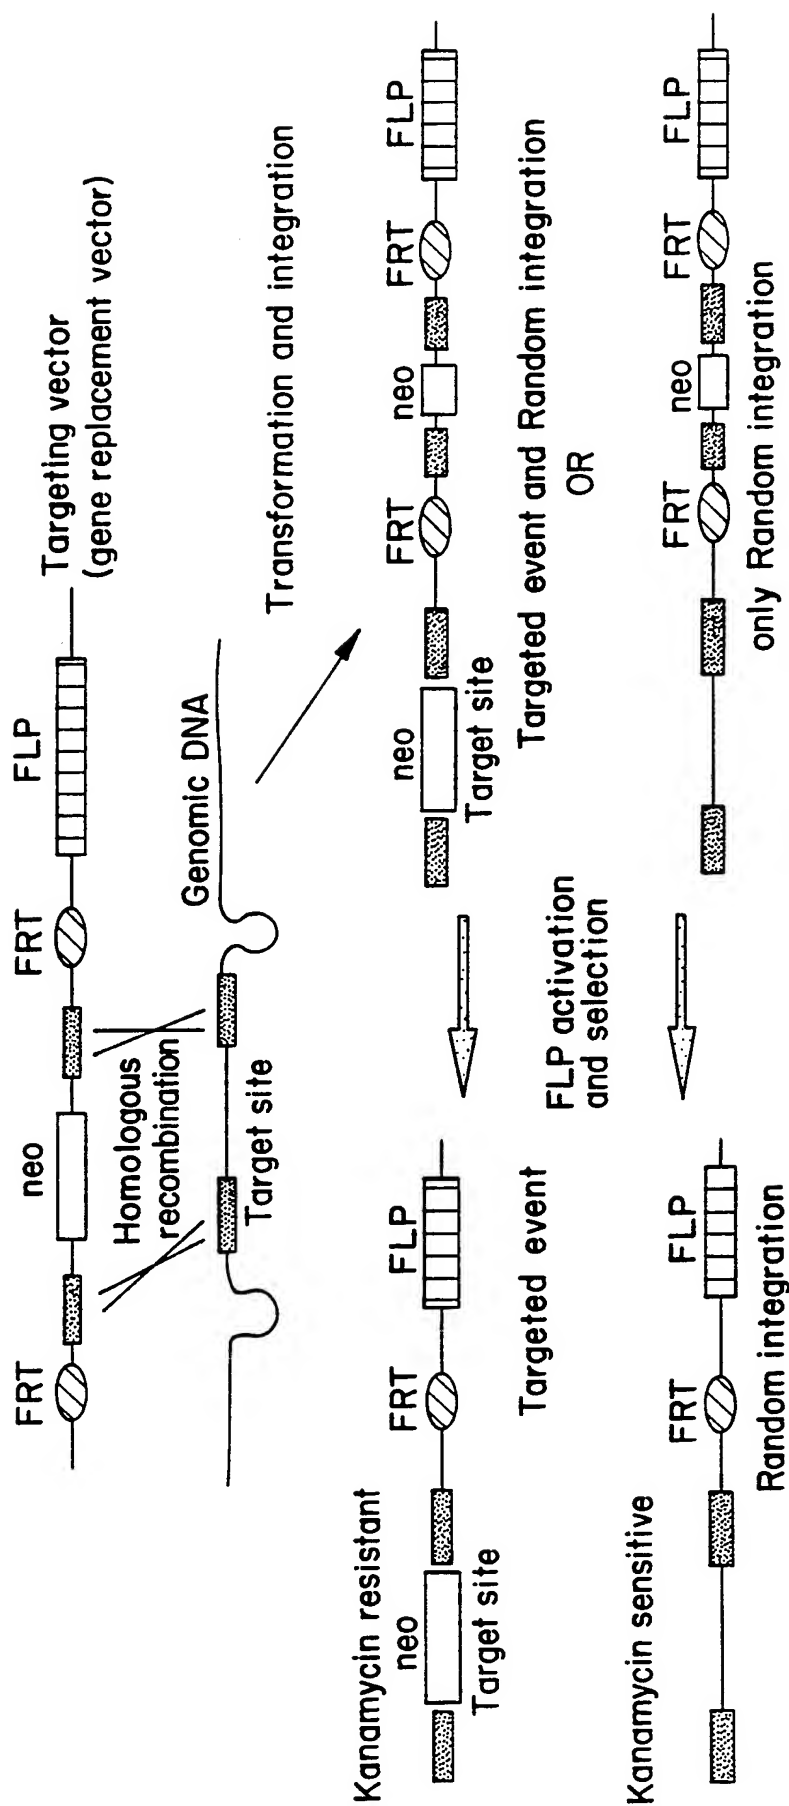 Targeting vector
(gene replacement vector)
FRT
neo
FRT
FLP
Homologous
recombination
Target site
Genomic DNA
Transformation and integration
neo
Target site
FRT
neo
FRT
FLP
Targeted event and Random integration
OR
FRT
neo
FRT
FLP
only Random integration
FLP activation
and selection
Kanamycin resistant
neo
Target site
FRT
FLP
Targeted event
Kanamycin sensitive
FRT
FLP
Random integration